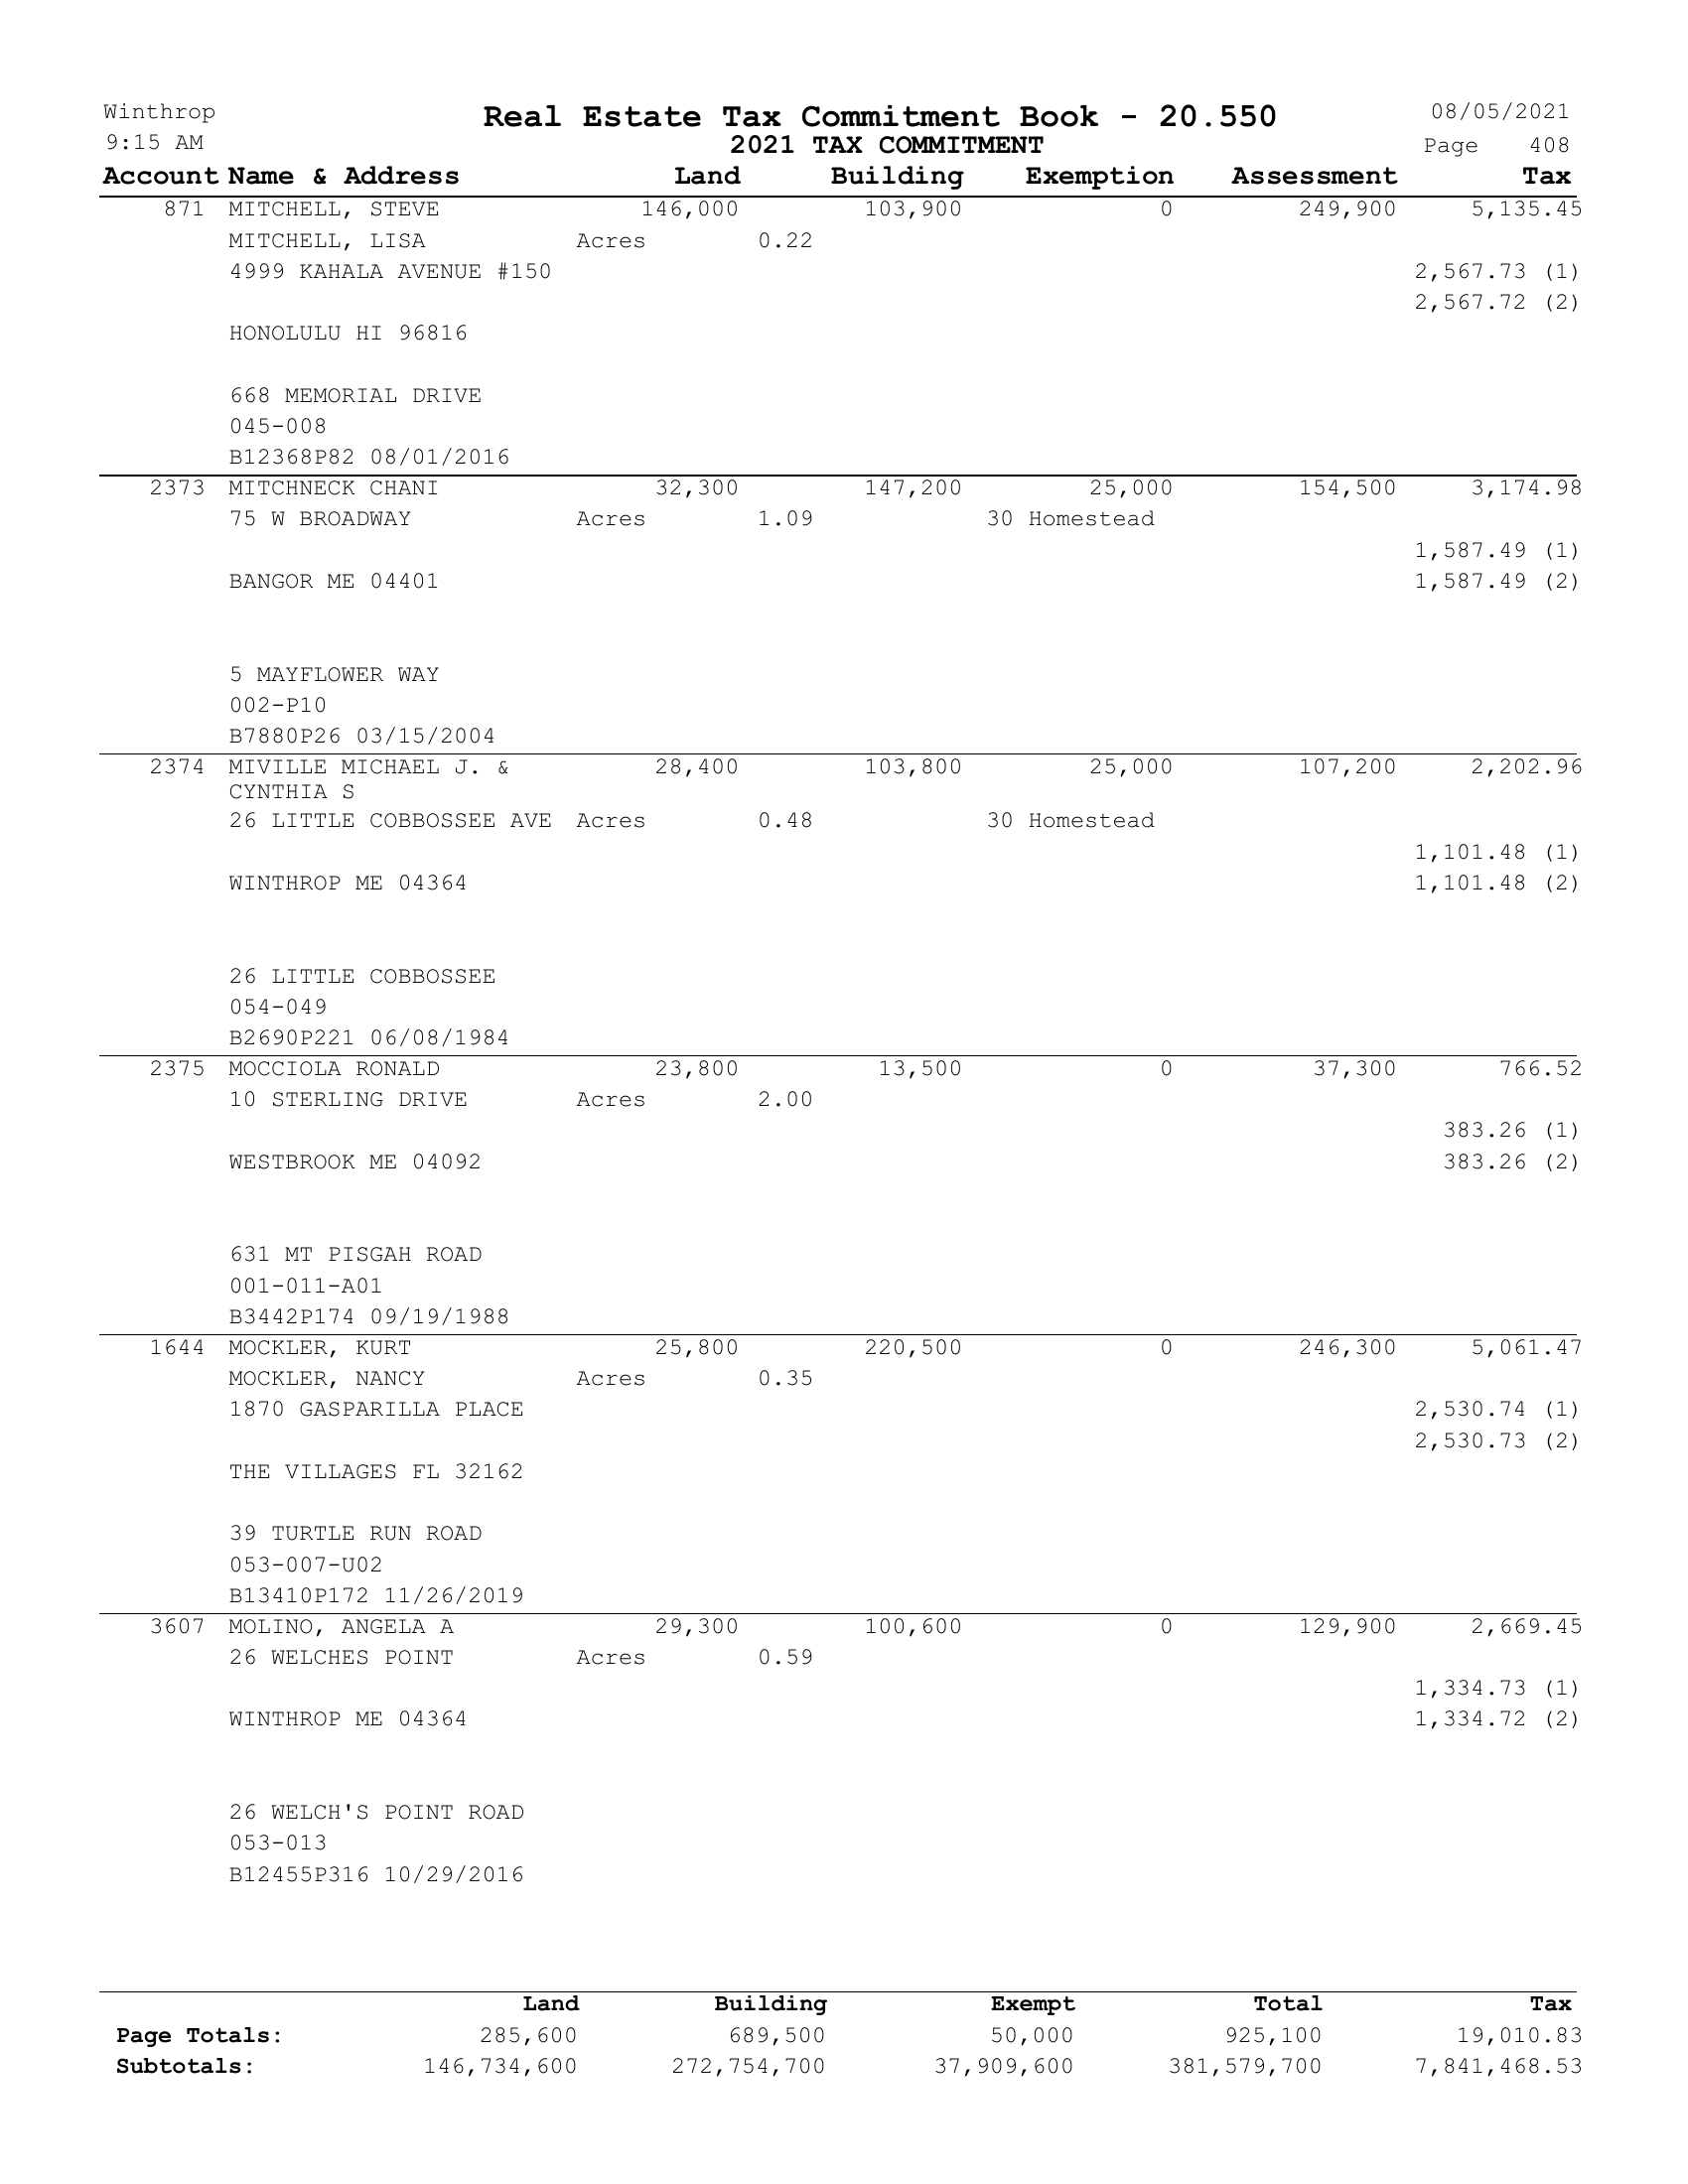 Winthrop Real Estate Tax Commitment Book - 20.550 08/05/2021
9:15 AM 2021 TAX COMMITMENT Page 408
Account Name & Address Land Building Exemption Assessment Tax
871 MITCHELL, STEVE 146,000 103,900 0 249,900 5,135.45
MITCHELL, LISA Acres 0.22
4999 KAHALA AVENUE #150 2,567.73 (1)
2,567.72 (2)
HONOLULU HI 96816
668 MEMORIAL DRIVE
045-008
B12368P82 08/01/2016
2373 MITCHNECK CHANI 32,300 147,200 25,000 154,500 3,174.98
75 W BROADWAY Acres 1.09 30 Homestead
1,587.49 (1)
BANGOR ME 04401 1,587.49 (2)
5 MAYFLOWER WAY
002-P10
B7880P26 03/15/2004
2374 MIVILLE MICHAEL J. & 28,400 103,800 25,000 107,200 2,202.96
CYNTHIA S
26 LITTLE COBBOSSEE AVE Acres 0.48 30 Homestead
1,101.48 (1)
WINTHROP ME 04364 1,101.48 (2)
26 LITTLE COBBOSSEE
054-049
B2690P221 06/08/1984
2375 MOCCIOLA RONALD 23,800 13,500 0 37,300 766.52
10 STERLING DRIVE Acres 2.00
383.26 (1)
WESTBROOK ME 04092 383.26 (2)
631 MT PISGAH ROAD
001-011-A01
B3442P174 09/19/1988
1644 MOCKLER, KURT 25,800 220,500 0 246,300 5,061.47
MOCKLER, NANCY Acres 0.35
1870 GASPARILLA PLACE 2,530.74 (1)
2,530.73 (2)
THE VILLAGES FL 32162
39 TURTLE RUN ROAD
053-007-U02
B13410P172 11/26/2019
3607 MOLINO, ANGELA A 29,300 100,600 0 129,900 2,669.45
26 WELCHES POINT Acres 0.59
1,334.73 (1)
WINTHROP ME 04364 1,334.72 (2)
26 WELCH'S POINT ROAD
053-013
B12455P316 10/29/2016
Land Building Exempt Total Tax
Page Totals: 285,600 689,500 50,000 925,100 19,010.83
Subtotals: 146,734,600 272,754,700 37,909,600 381,579,700 7,841,468.53